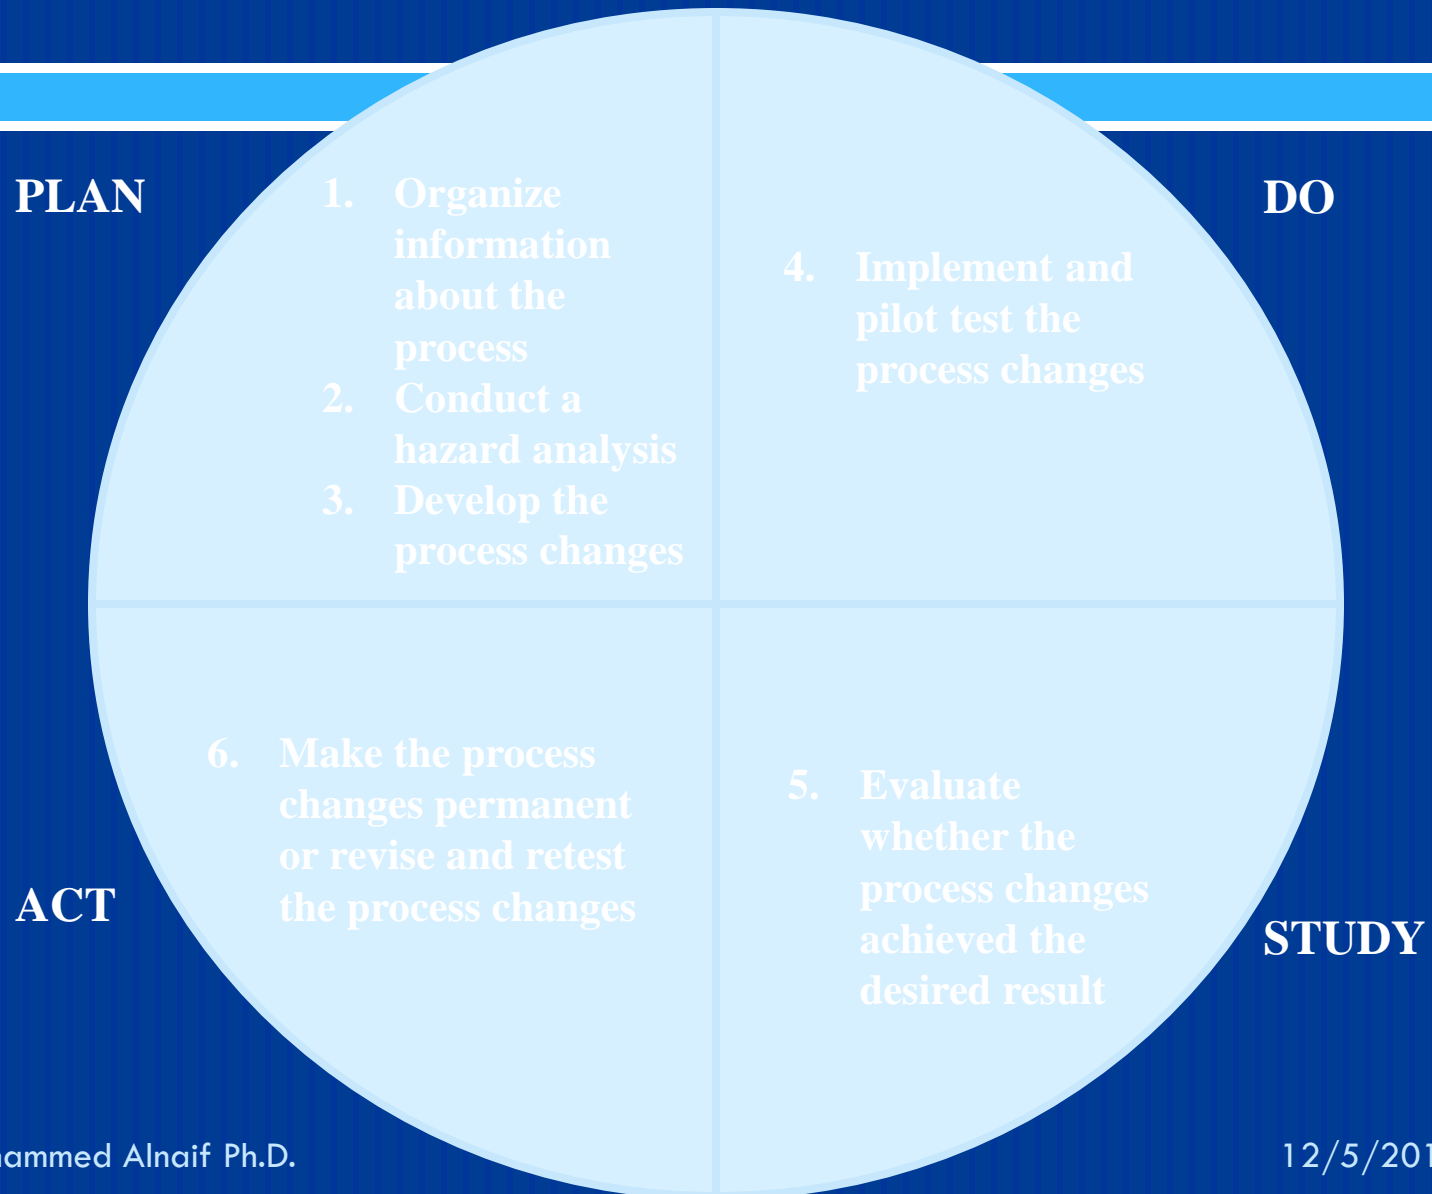 PLAN
1. Organize
information
about the
process
2. Conduct a
hazard analysis
3. Develop the
process changes
DO
4. Implement and
pilot test the
process changes
6. Make the process
changes permanent
or revise and retest
the process changes
ACT
5. Evaluate
whether the
process changes
achieved the
desired result
STUDY
Alnaif Ph.D.
12/5/201